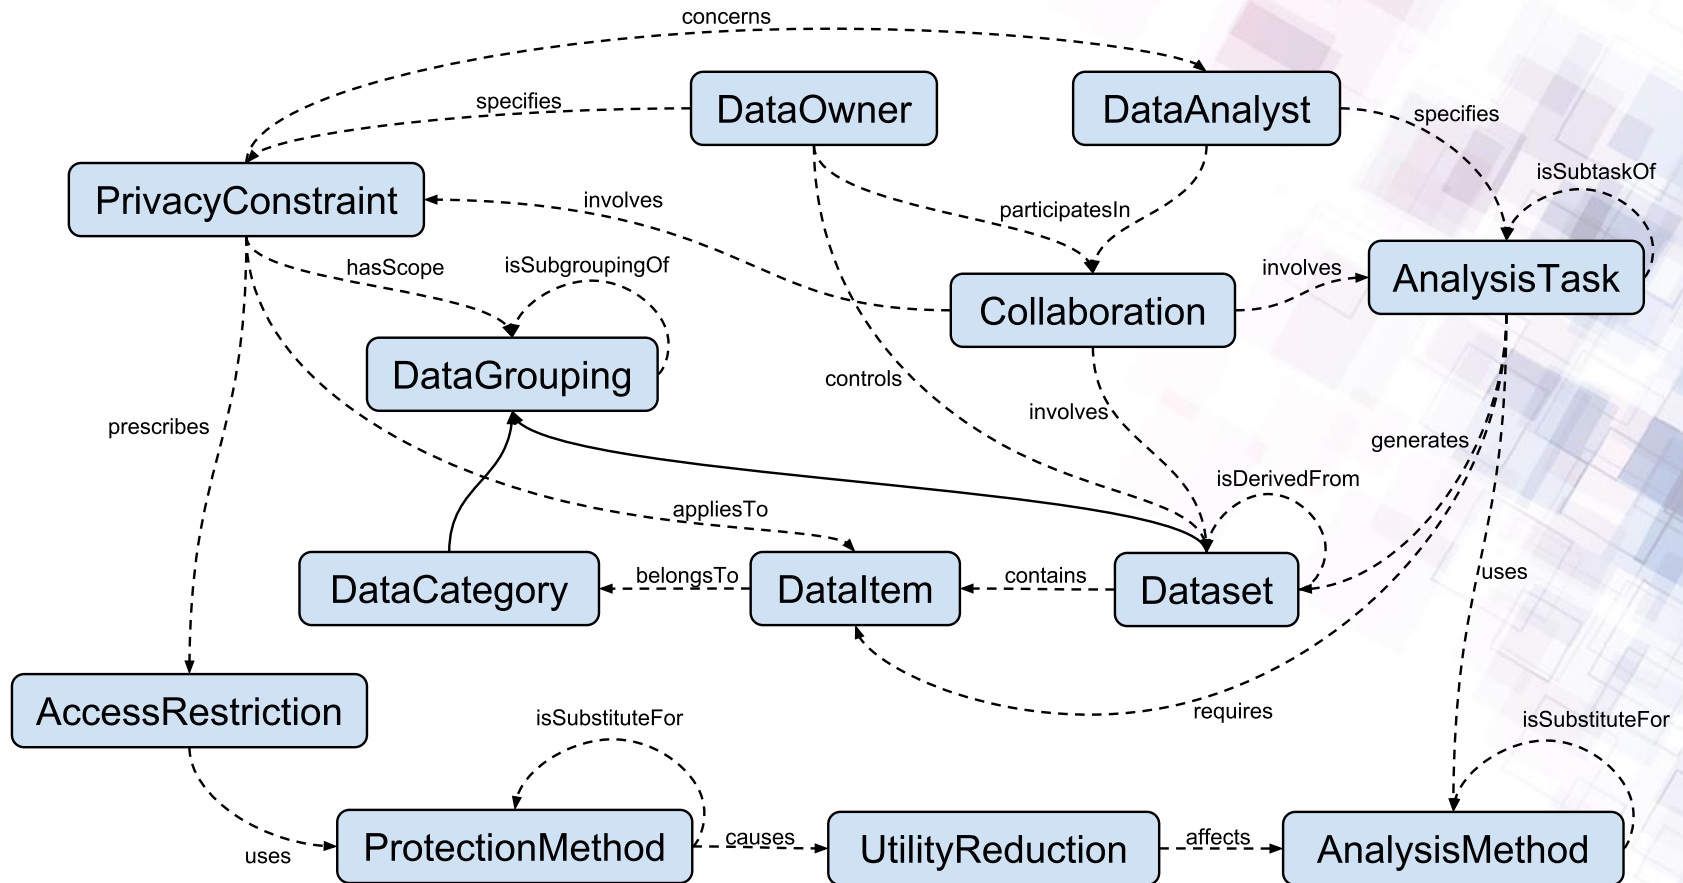 concerns
DataOwner
DataAnalyst
specifies
specifies
isSubtaskOf
PrivacyConstraint
involves
participatesIn
hasScope
isSubgroupingOf
involves
AnalysisTask
Collaboration
DataGrouping
controls
involves
prescribes
generates
isDerivedFrom
appliesTo
uses
DataCategory
belongsTo
DataItem
contains
Dataset
AccessRestriction
requires
isSubstituteFor
isSubstituteFor
uses
ProtectionMethod
causes
UtilityReduction
affects
AnalysisMethod